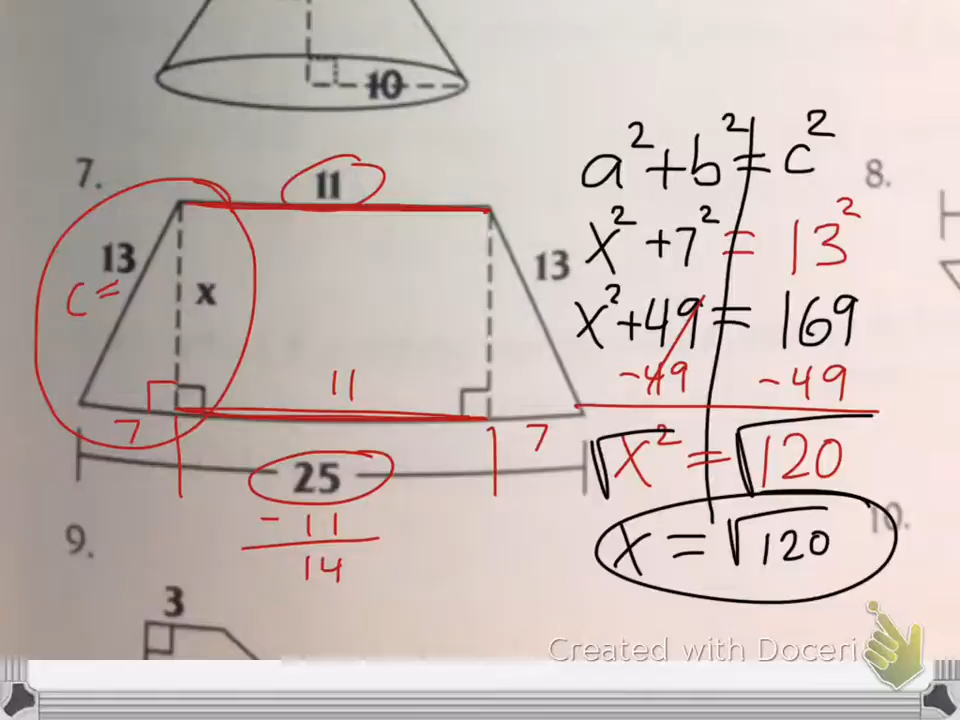 10
7.
11
13
x
13
c =
11
7
7
25
- 11
14
a² + b² = c²
x² + 7² = 13²
x² + 49 = 169
-49 -49
√x² = √120
x = √120
8.
9.
10.
3
Created with Doceri